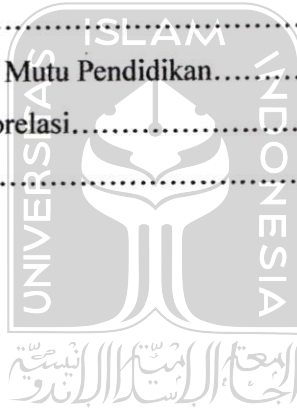 ISLAM
Mutu Pendidikan
orelasi
UNIVERSITAS
INDONESIA